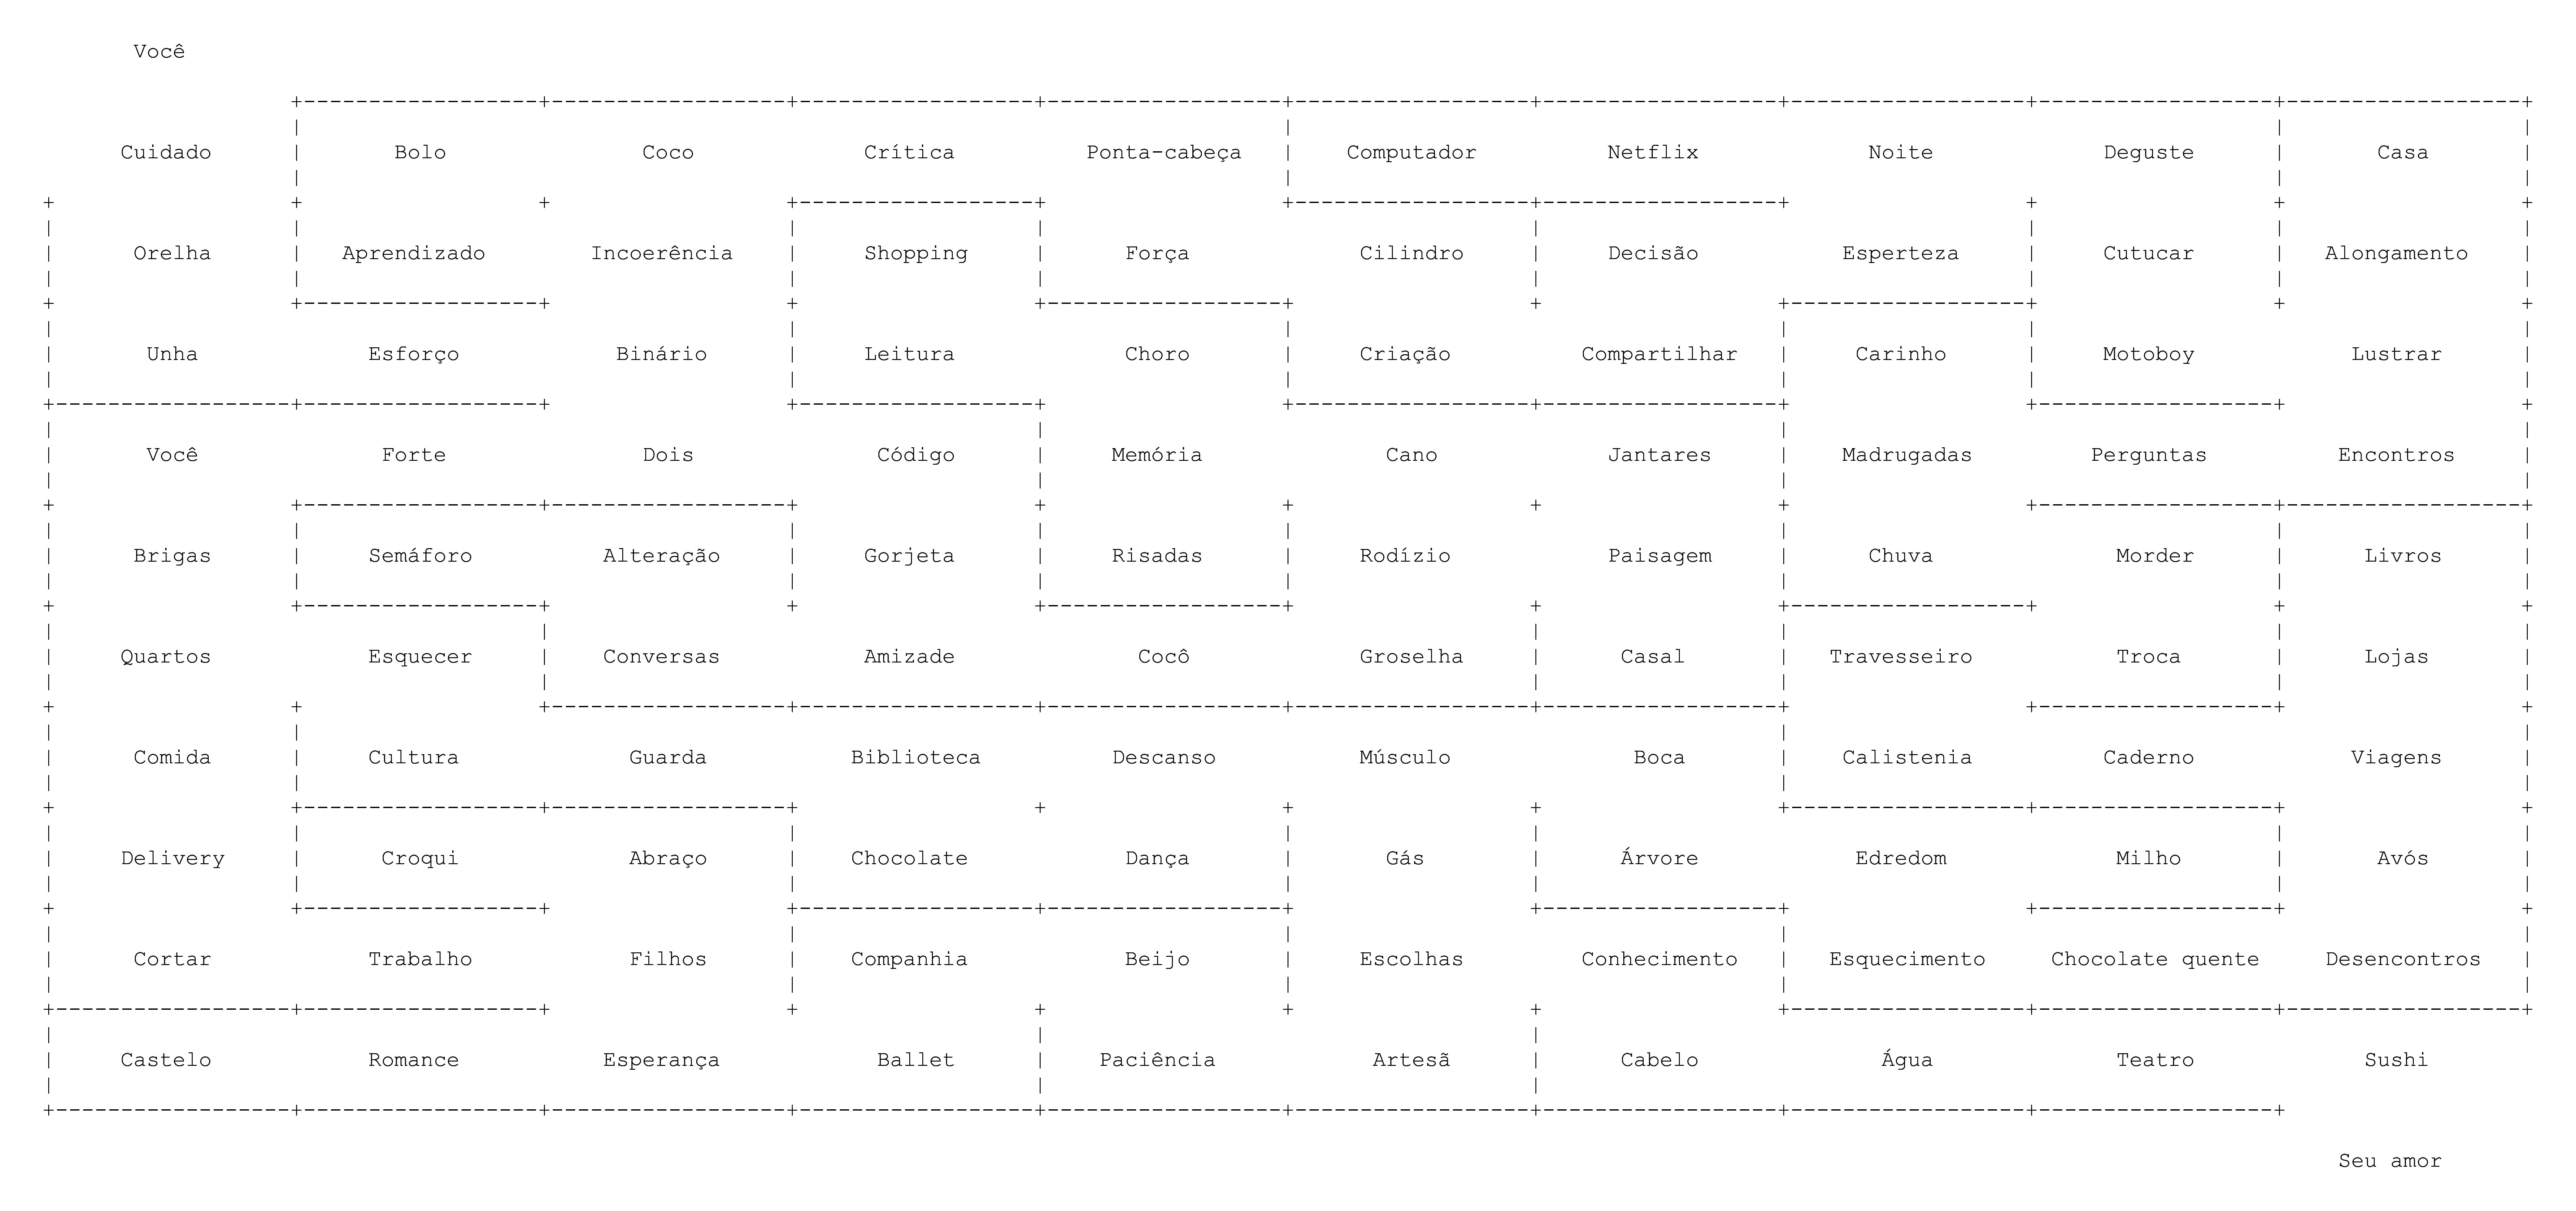 Você
Cuidado Bolo Coco Crítica Ponta-cabeça Computador Netflix Noite Deguste Casa
Orelha Aprendizado Incoerência Shopping Força Cilindro Decisão Esperteza Cutucar Alongamento
Unha Esforço Binário Leitura Choro Criação Compartilhar Carinho Motoboy Lustrar
Você Forte Dois Código Memória Cano Jantares Madrugadas Perguntas Encontros
Brigas Semáforo Alteração Gorjeta Risadas Rodízio Paisagem Chuva Morder Livros
Quartos Esquecer Conversas Amizade Cocô Groselha Casal Travesseiro Troca Lojas
Comida Cultura Guarda Biblioteca Descanso Músculo Boca Calistenia Caderno Viagens
Delivery Croqui Abraço Chocolate Dança Gás Árvore Edredom Milho Avós
Cortar Trabalho Filhos Companhia Beijo Escolhas Conhecimento Esquecimento Chocolate quente Desencontros
Castelo Romance Esperança Ballet Paciência Artesã Cabelo Água Teatro Sushi
Seu amor